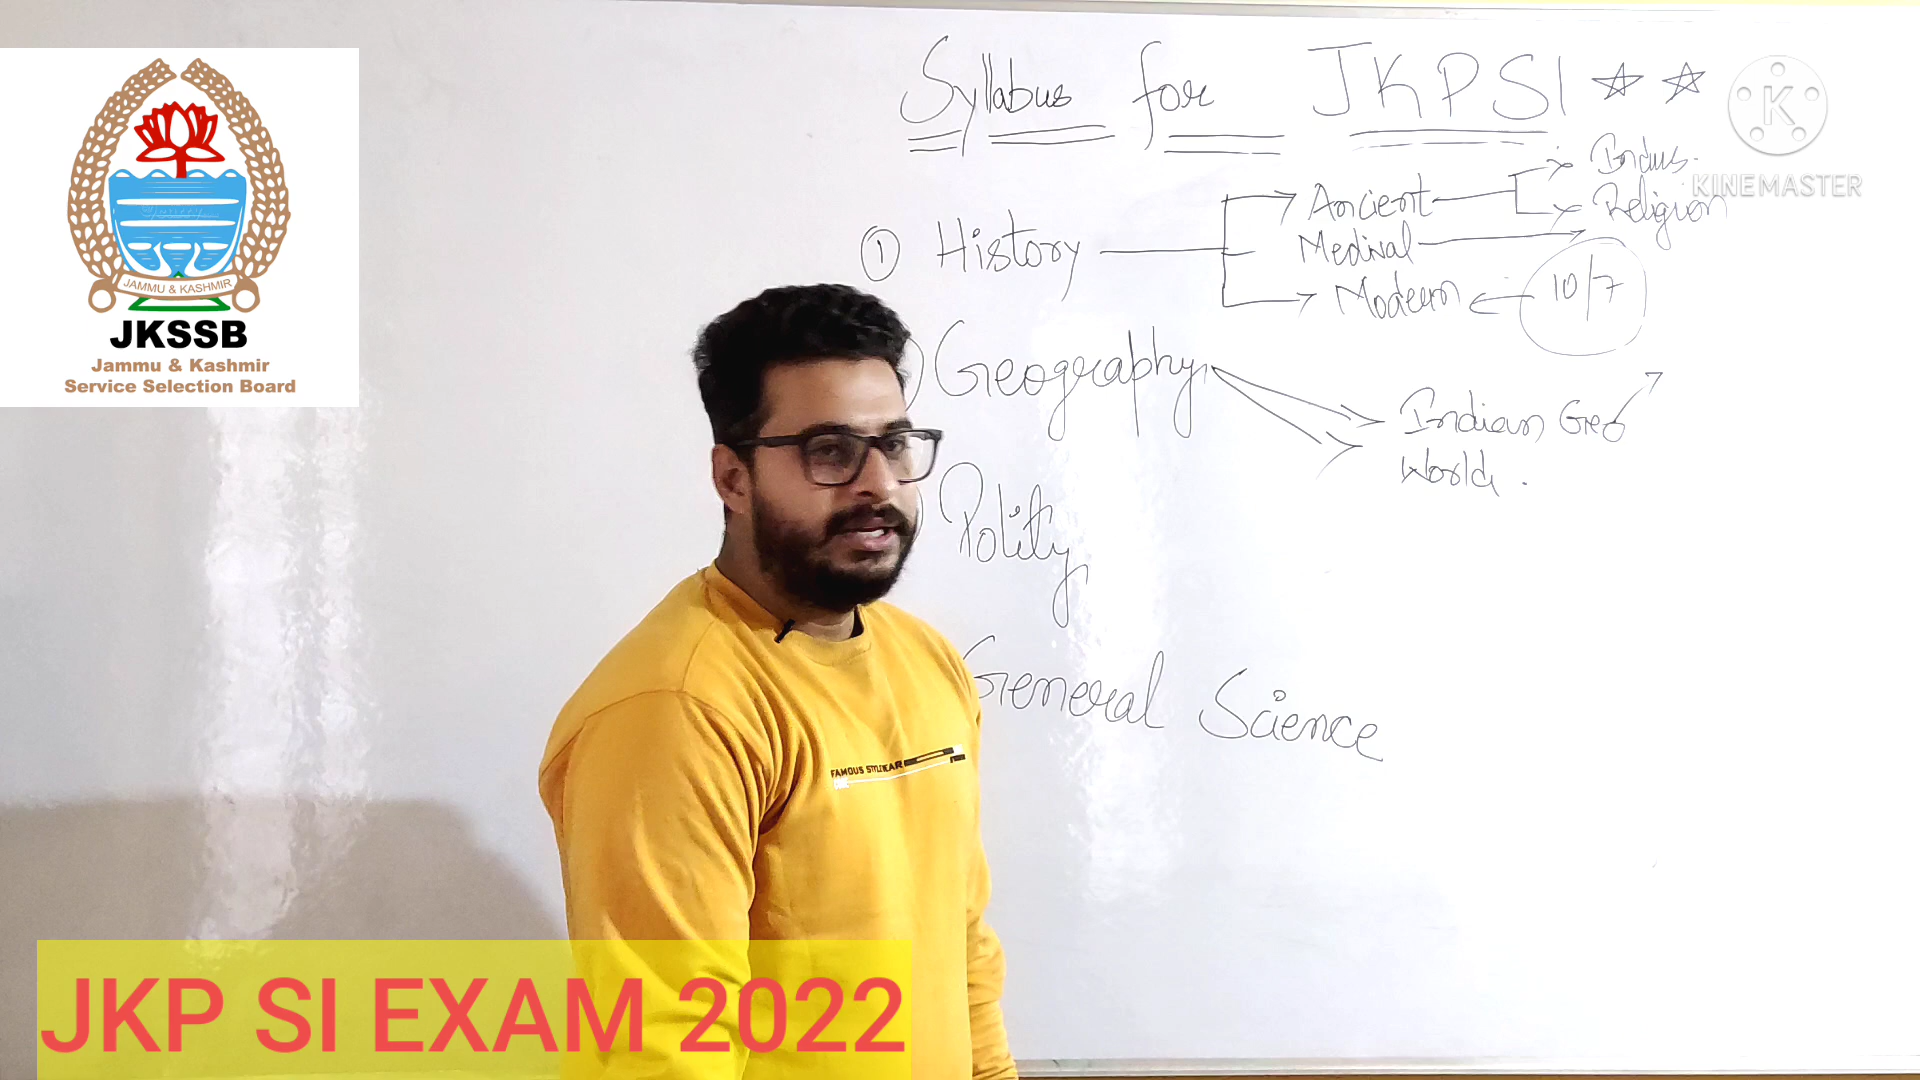 Syllabus for JKPSI
① History
Ancient
Indus.
Religion
Medival
Modern
10/7
Geography
Indian Geo
World.
Polity
General Science
JAMMU & KASHMIR
JKSSB
Jammu & Kashmir
Service Selection Board
KINEMASTER
FAMOUS STYLEWEAR
JKP SI EXAM 2022